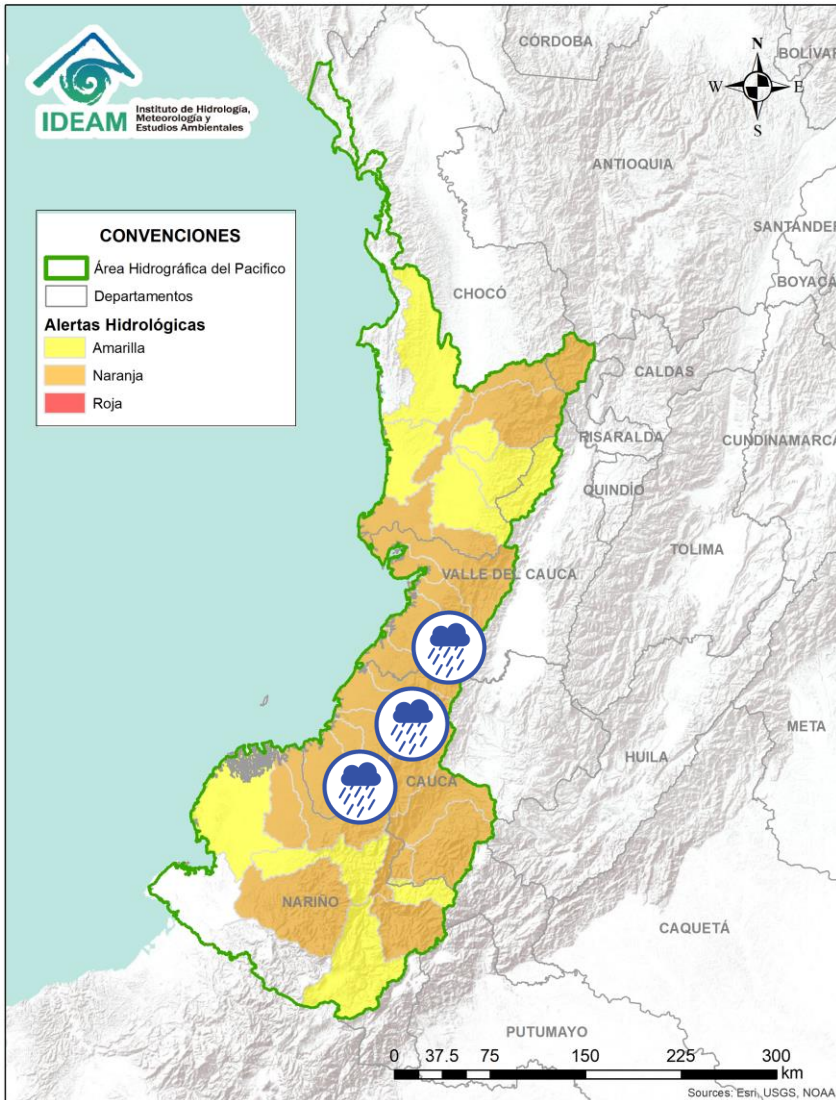 CÓRDOBA
BOLÍVAR
N
W
E
S
IDEAM
Instituto de Hidrología,
Meteorología y
Estudios Ambientales
ANTIOQUIA
SANTANDER
CONVENCIONES
Área Hidrográfica del Pacifico
Departamentos
Alertas Hidrológicas
Amarilla
Naranja
Roja
BOYACÁ
CHOCÓ
CALDAS
RISARALDA
CUNDINAMARCA
QUINDÍO
TOLIMA
VALLE DEL CAUCA
META
HUILA
CAUCA
NARIÑO
CAQUETÁ
PUTUMAYO
0 37.5 75 150 225 300
km
Sources: Esri, USGS, NOAA